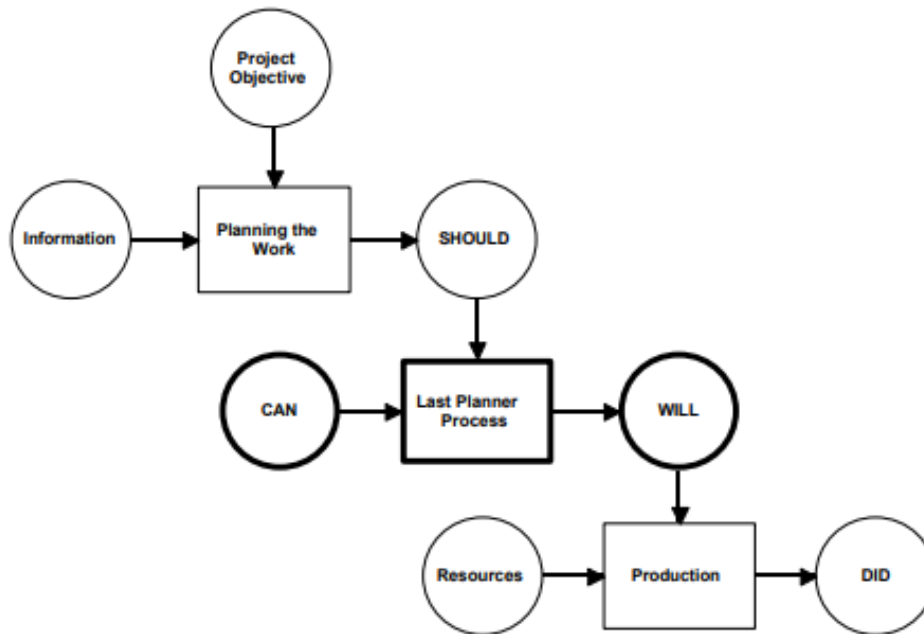 Project
Objective
Information
Planning the
Work
SHOULD
CAN
Last Planner
Process
WILL
Resources
Production
DID